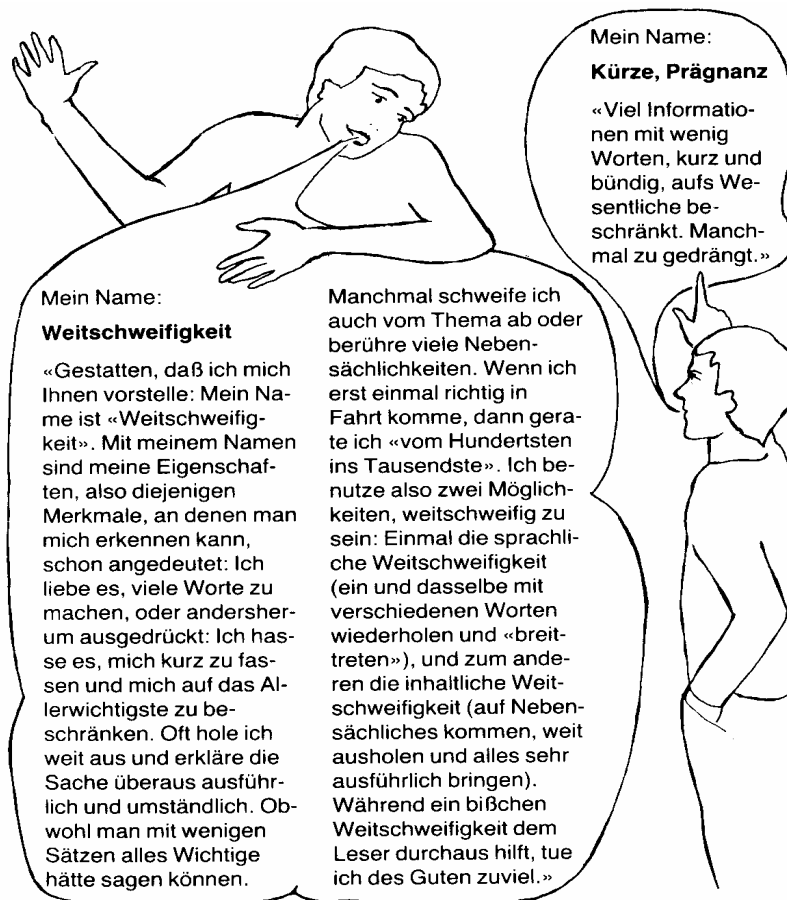 Mein Name:
Weitschweifigkeit
«Gestatten, daß ich mich
Ihnen vorstelle: Mein Na-
me ist «Weitschweifig-
keit». Mit meinem Namen
sind meine Eigenschaf-
ten, also diejenigen
Merkmale, an denen man
mich erkennen kann,
schon angedeutet: Ich
liebe es, viele Worte zu
machen, oder andersher-
um ausgedrückt: Ich has-
se es, mich kurz zu fas-
sen und mich auf das Al-
lerwichtigste zu be-
schränken. Oft hole ich
weit aus und erkläre die
Sache überaus ausführ-
lich und umständlich. Ob-
wohl man mit wenigen
Sätzen alles Wichtige
hätte sagen können.
Manchmal schweife ich
auch vom Thema ab oder
berühre viele Neben-
sächlichkeiten. Wenn ich
erst einmal richtig in
Fahrt komme, dann gera-
te ich «vom Hundertsten
ins Tausendste». Ich be-
nutze also zwei Möglich-
keiten, weitschweifig zu
sein: Einmal die sprachli-
che Weitschweifigkeit
(ein und dasselbe mit
verschiedenen Worten
wiederholen und «breit-
treten»), und zum ande-
ren die inhaltliche Weit-
schweifigkeit (auf Neben-
sächliches kommen, weit
ausholen und alles sehr
ausführlich bringen).
Während ein bißchen
Weitschweifigkeit dem
Leser durchaus hilft, tue
ich des Guten zuviel.»
Mein Name:
Kürze, Prägnanz
«Viel Informatio-
nen mit wenig
Worten, kurz und
bündig, aufs We-
sentliche be-
schränkt. Manch-
mal zu gedrängt.»